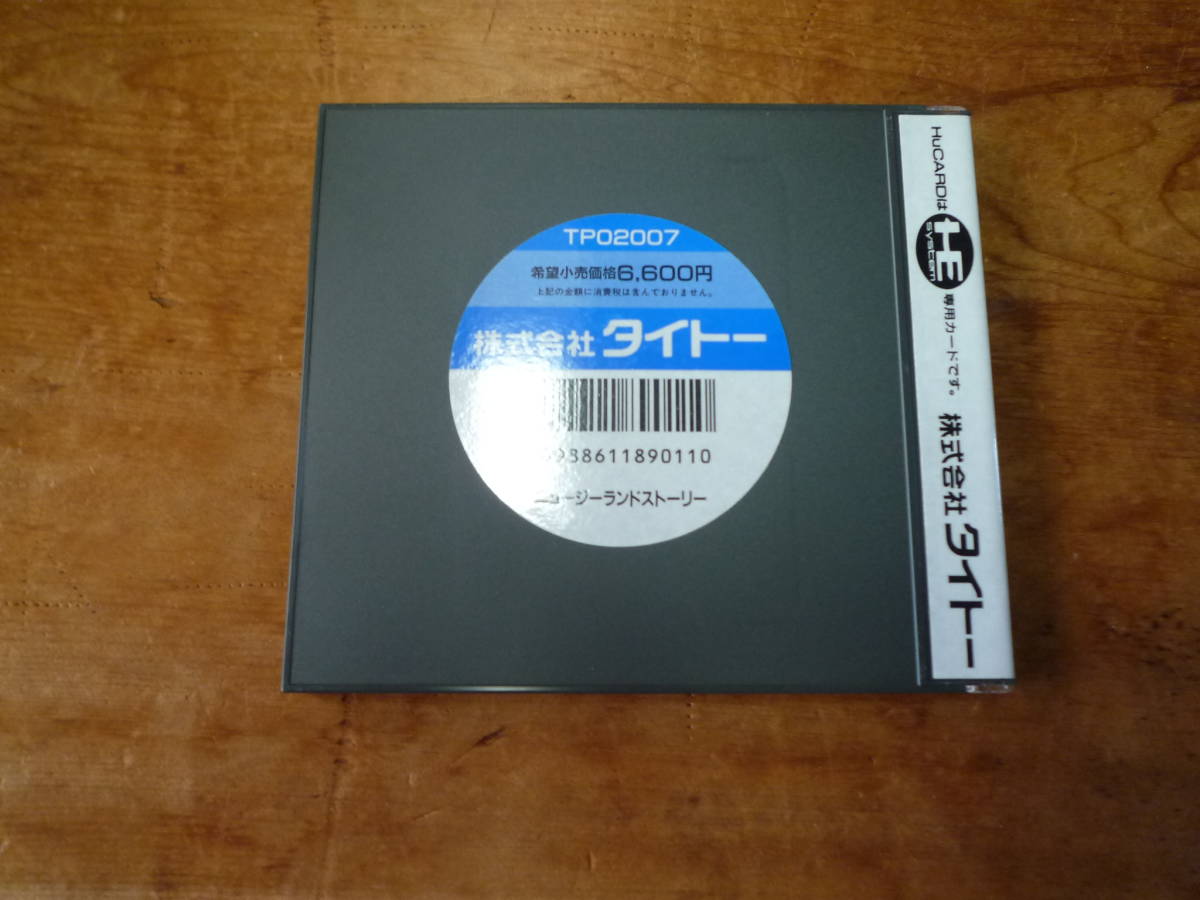 TP02007
希望小売価格6,600円
上記の金額に消費税は含んでおりません。
株式会社 タイトー
988611890110
ニュージーランドストーリー
HuCARDは HE system 専用カードです。 株式会社 タイトー